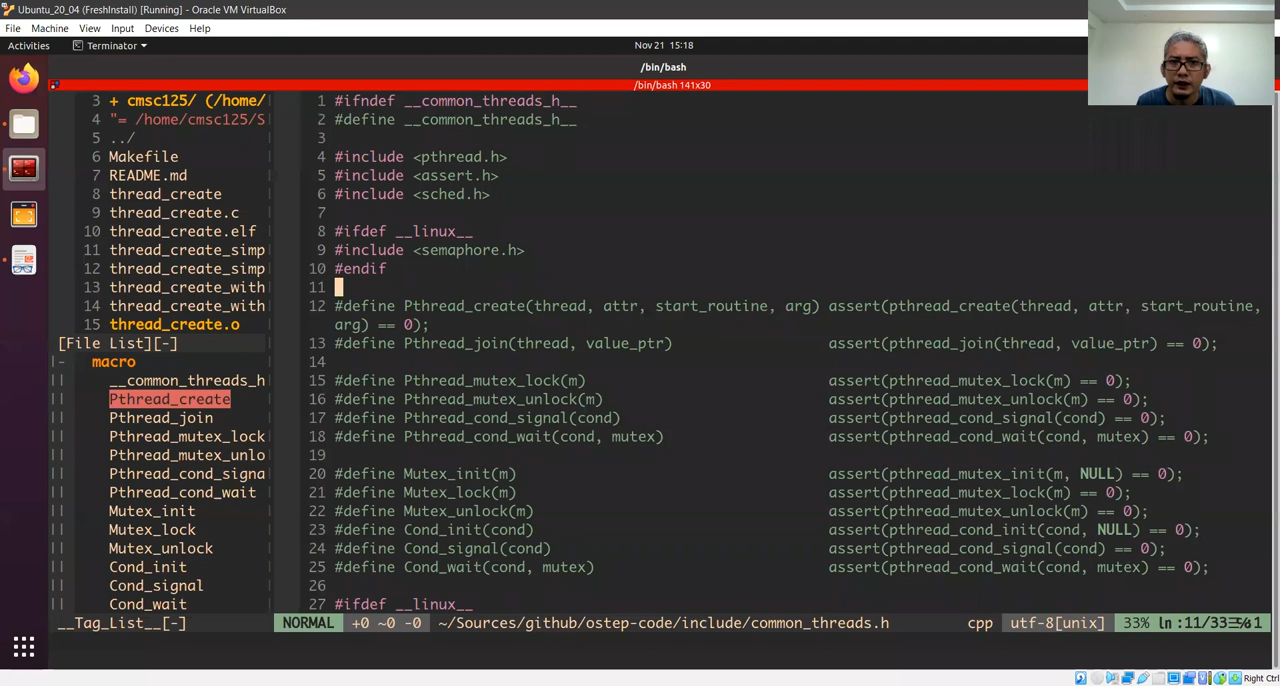 Ubuntu_20_04 (FreshInstall) [Running] - Oracle VM VirtualBox
File Machine View Input Devices Help
Activities Terminator Nov 21 15:18
/bin/bash
/bin/bash 141x30
3 + cmsc125/ (/home/
4 "= /home/cmsc125/S
5 ../
6 Makefile
7 README.md
8 thread_create
9 thread_create.c
10 thread_create.elf
11 thread_create_simp
12 thread_create_simp
13 thread_create_with
14 thread_create_with
15 thread_create.o
[File List][-]
- macro
|| __common_threads_h
|| Pthread_create
|| Pthread_join
|| Pthread_mutex_lock
|| Pthread_mutex_unlo
|| Pthread_cond_signa
|| Pthread_cond_wait
|| Mutex_init
|| Mutex_lock
|| Mutex_unlock
|| Cond_init
|| Cond_signal
|| Cond_wait
__Tag_List__[-]
1 #ifndef __common_threads_h__
2 #define __common_threads_h__
3
4 #include <pthread.h>
5 #include <assert.h>
6 #include <sched.h>
7
8 #ifdef __linux__
9 #include <semaphore.h>
10 #endif
11
12 #define Pthread_create(thread, attr, start_routine, arg) assert(pthread_create(thread, attr, start_routine,
arg) == 0);
13 #define Pthread_join(thread, value_ptr) assert(pthread_join(thread, value_ptr) == 0);
14
15 #define Pthread_mutex_lock(m) assert(pthread_mutex_lock(m) == 0);
16 #define Pthread_mutex_unlock(m) assert(pthread_mutex_unlock(m) == 0);
17 #define Pthread_cond_signal(cond) assert(pthread_cond_signal(cond) == 0);
18 #define Pthread_cond_wait(cond, mutex) assert(pthread_cond_wait(cond, mutex) == 0);
19
20 #define Mutex_init(m) assert(pthread_mutex_init(m, NULL) == 0);
21 #define Mutex_lock(m) assert(pthread_mutex_lock(m) == 0);
22 #define Mutex_unlock(m) assert(pthread_mutex_unlock(m) == 0);
23 #define Cond_init(cond) assert(pthread_cond_init(cond, NULL) == 0);
24 #define Cond_signal(cond) assert(pthread_cond_signal(cond) == 0);
25 #define Cond_wait(cond, mutex) assert(pthread_cond_wait(cond, mutex) == 0);
26
27 #ifdef __linux__
NORMAL +0 ~0 -0 ~/Sources/github/ostep-code/include/common_threads.h cpp utf-8[unix] 33% ln :11/33
Right Ctrl